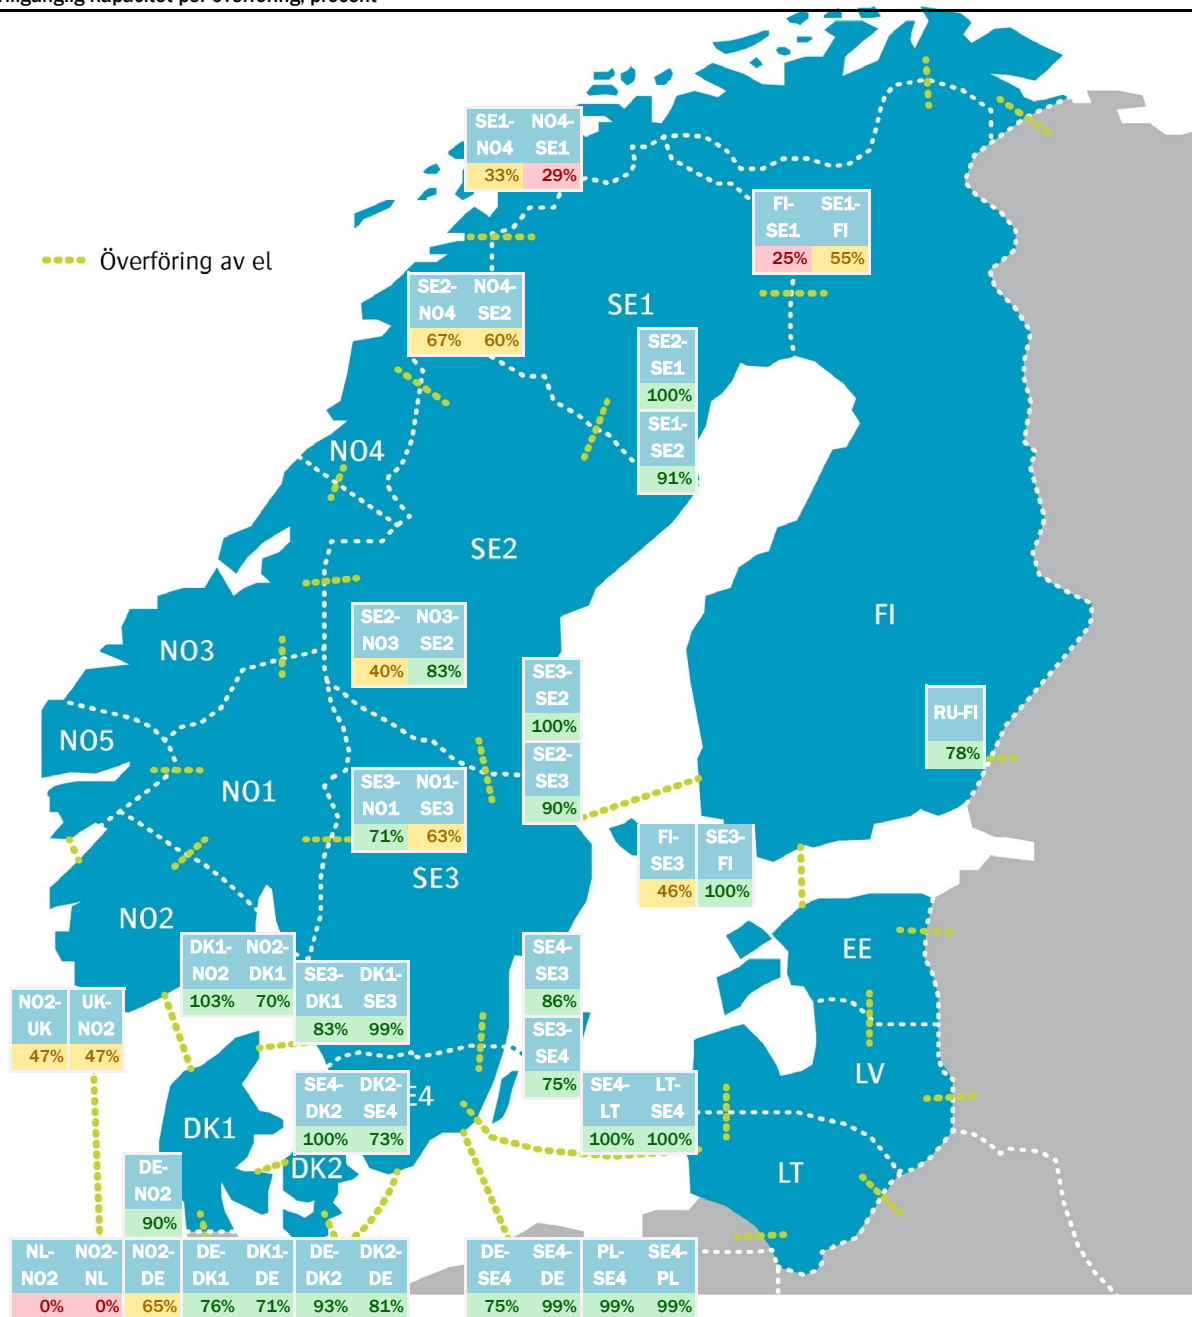 Tillgänglig kapacitet per överföring, procent
SE1- NO4-
NO4 SE1
33% 29%
FI- SE1-
SE1 FI
25% 55%
Överföring av el
SE2- NO4-
NO4 SE2
67% 60%
SE1
SE2-
SE1
100%
SE1-
SE2
91%
NO4
SE2
FI
SE2- NO3-
NO3 SE2
40% 83%
NO3
SE3-
SE2
100%
SE2-
SE3
90%
RU-FI
78%
NO5
NO1
SE3- NO1-
NO1 SE3
71% 63%
SE3
FI- SE3-
SE3 FI
46% 100%
NO2
EE
DK1- NO2-
NO2 DK1
103% 70%
SE3- DK1-
DK1 SE3
83% 99%
SE4-
SE3
86%
SE3-
SE4
75%
NO2- UK-
UK NO2
47% 47%
LV
SE4- DK2-
DK2 SE4
100% 73%
E4
SE4- LT-
LT SE4
100% 100%
DK1
DK2
LT
DE-
NO2
90%
NL- NO2- NO2- DE- DK1- DE- DK2-
NO2 NL DE DK1 DE DK2 DE
0% 0% 65% 76% 71% 93% 81%
DE- SE4- PL- SE4-
SE4 DE SE4 PL
75% 99% 99% 99%